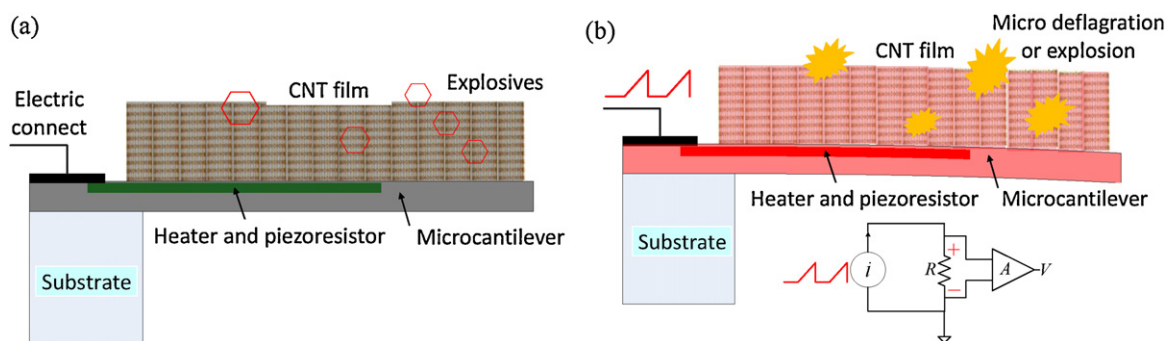 (a)
CNT film
Explosives
Electric
connect
Heater and piezoresistor
Microcantilever
Substrate
(b)
Micro deflagration
or explosion
CNT film
Heater and piezoresistor
Microcantilever
Substrate
i
R
+
−
A
V